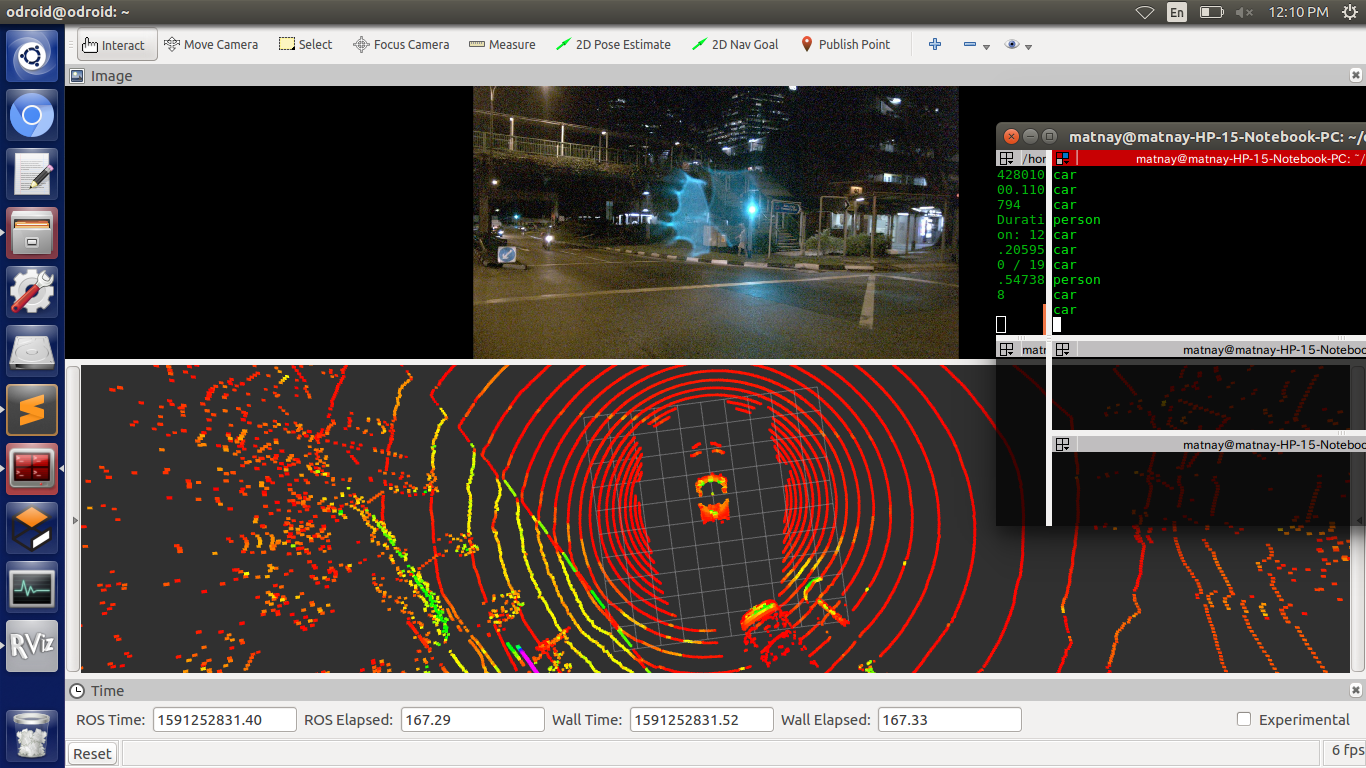 odroid@odroid: ~
En
12:10 PM
Interact
Move Camera
Select
Focus Camera
Measure
2D Pose Estimate
2D Nav Goal
Publish Point
Image
matnay@matnay-HP-15-Notebook-PC: ~/
/hor
matnay@matnay-HP-15-Notebook-PC: ~/
428010
00.110
794
Durati
on: 12
.20595
0 / 19
.54738
8
car
car
car
person
car
car
car
person
car
car
matn
matnay@matnay-HP-15-Noteboo
matnay@matnay-HP-15-Noteboo
RViz
Time
ROS Time:
1591252831.40
ROS Elapsed:
167.29
Wall Time:
1591252831.52
Wall Elapsed:
167.33
Experimental
Reset
6 fps